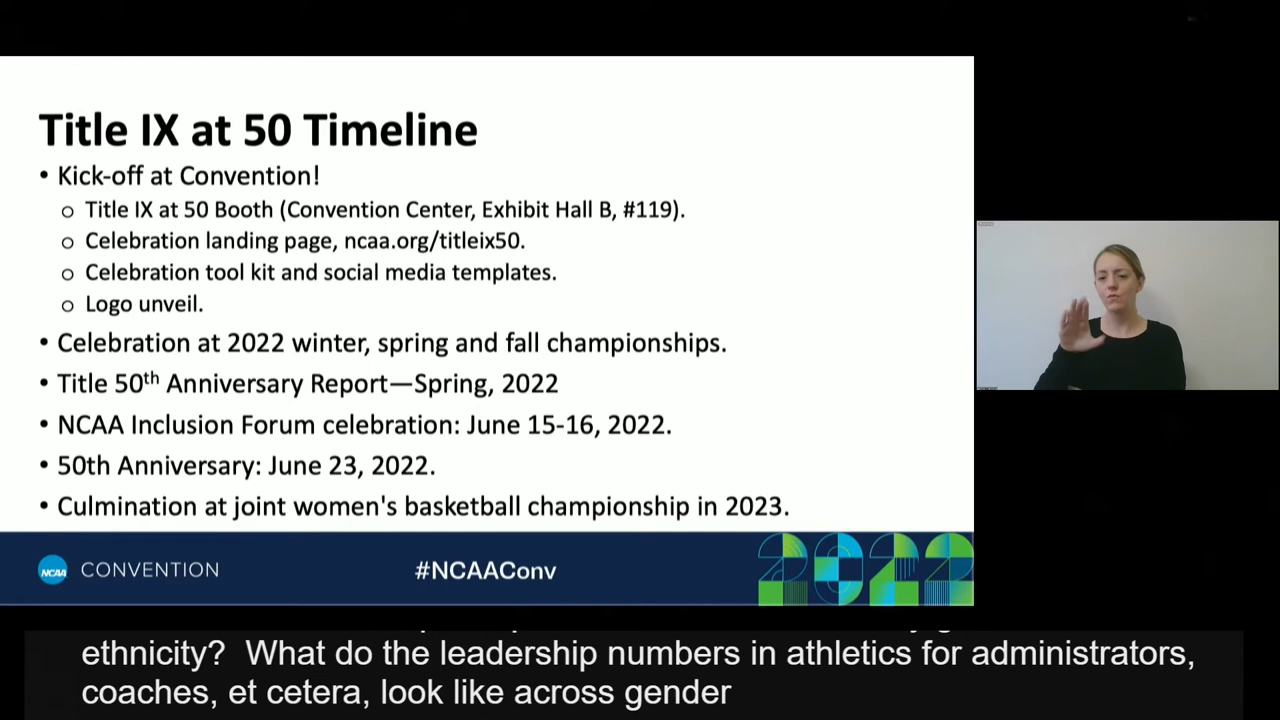 Title IX at 50 Timeline
• Kick-off at Convention!
o Title IX at 50 Booth (Convention Center, Exhibit Hall B, #119).
o Celebration landing page, ncaa.org/titleix50.
o Celebration tool kit and social media templates.
o Logo unveil.
• Celebration at 2022 winter, spring and fall championships.
• Title 50th Anniversary Report—Spring, 2022
• NCAA Inclusion Forum celebration: June 15-16, 2022.
• 50th Anniversary: June 23, 2022.
• Culmination at joint women's basketball championship in 2023.
NCAA CONVENTION
#NCAAConv
2022
ethnicity? What do the leadership numbers in athletics for administrators,
coaches, et cetera, look like across gender